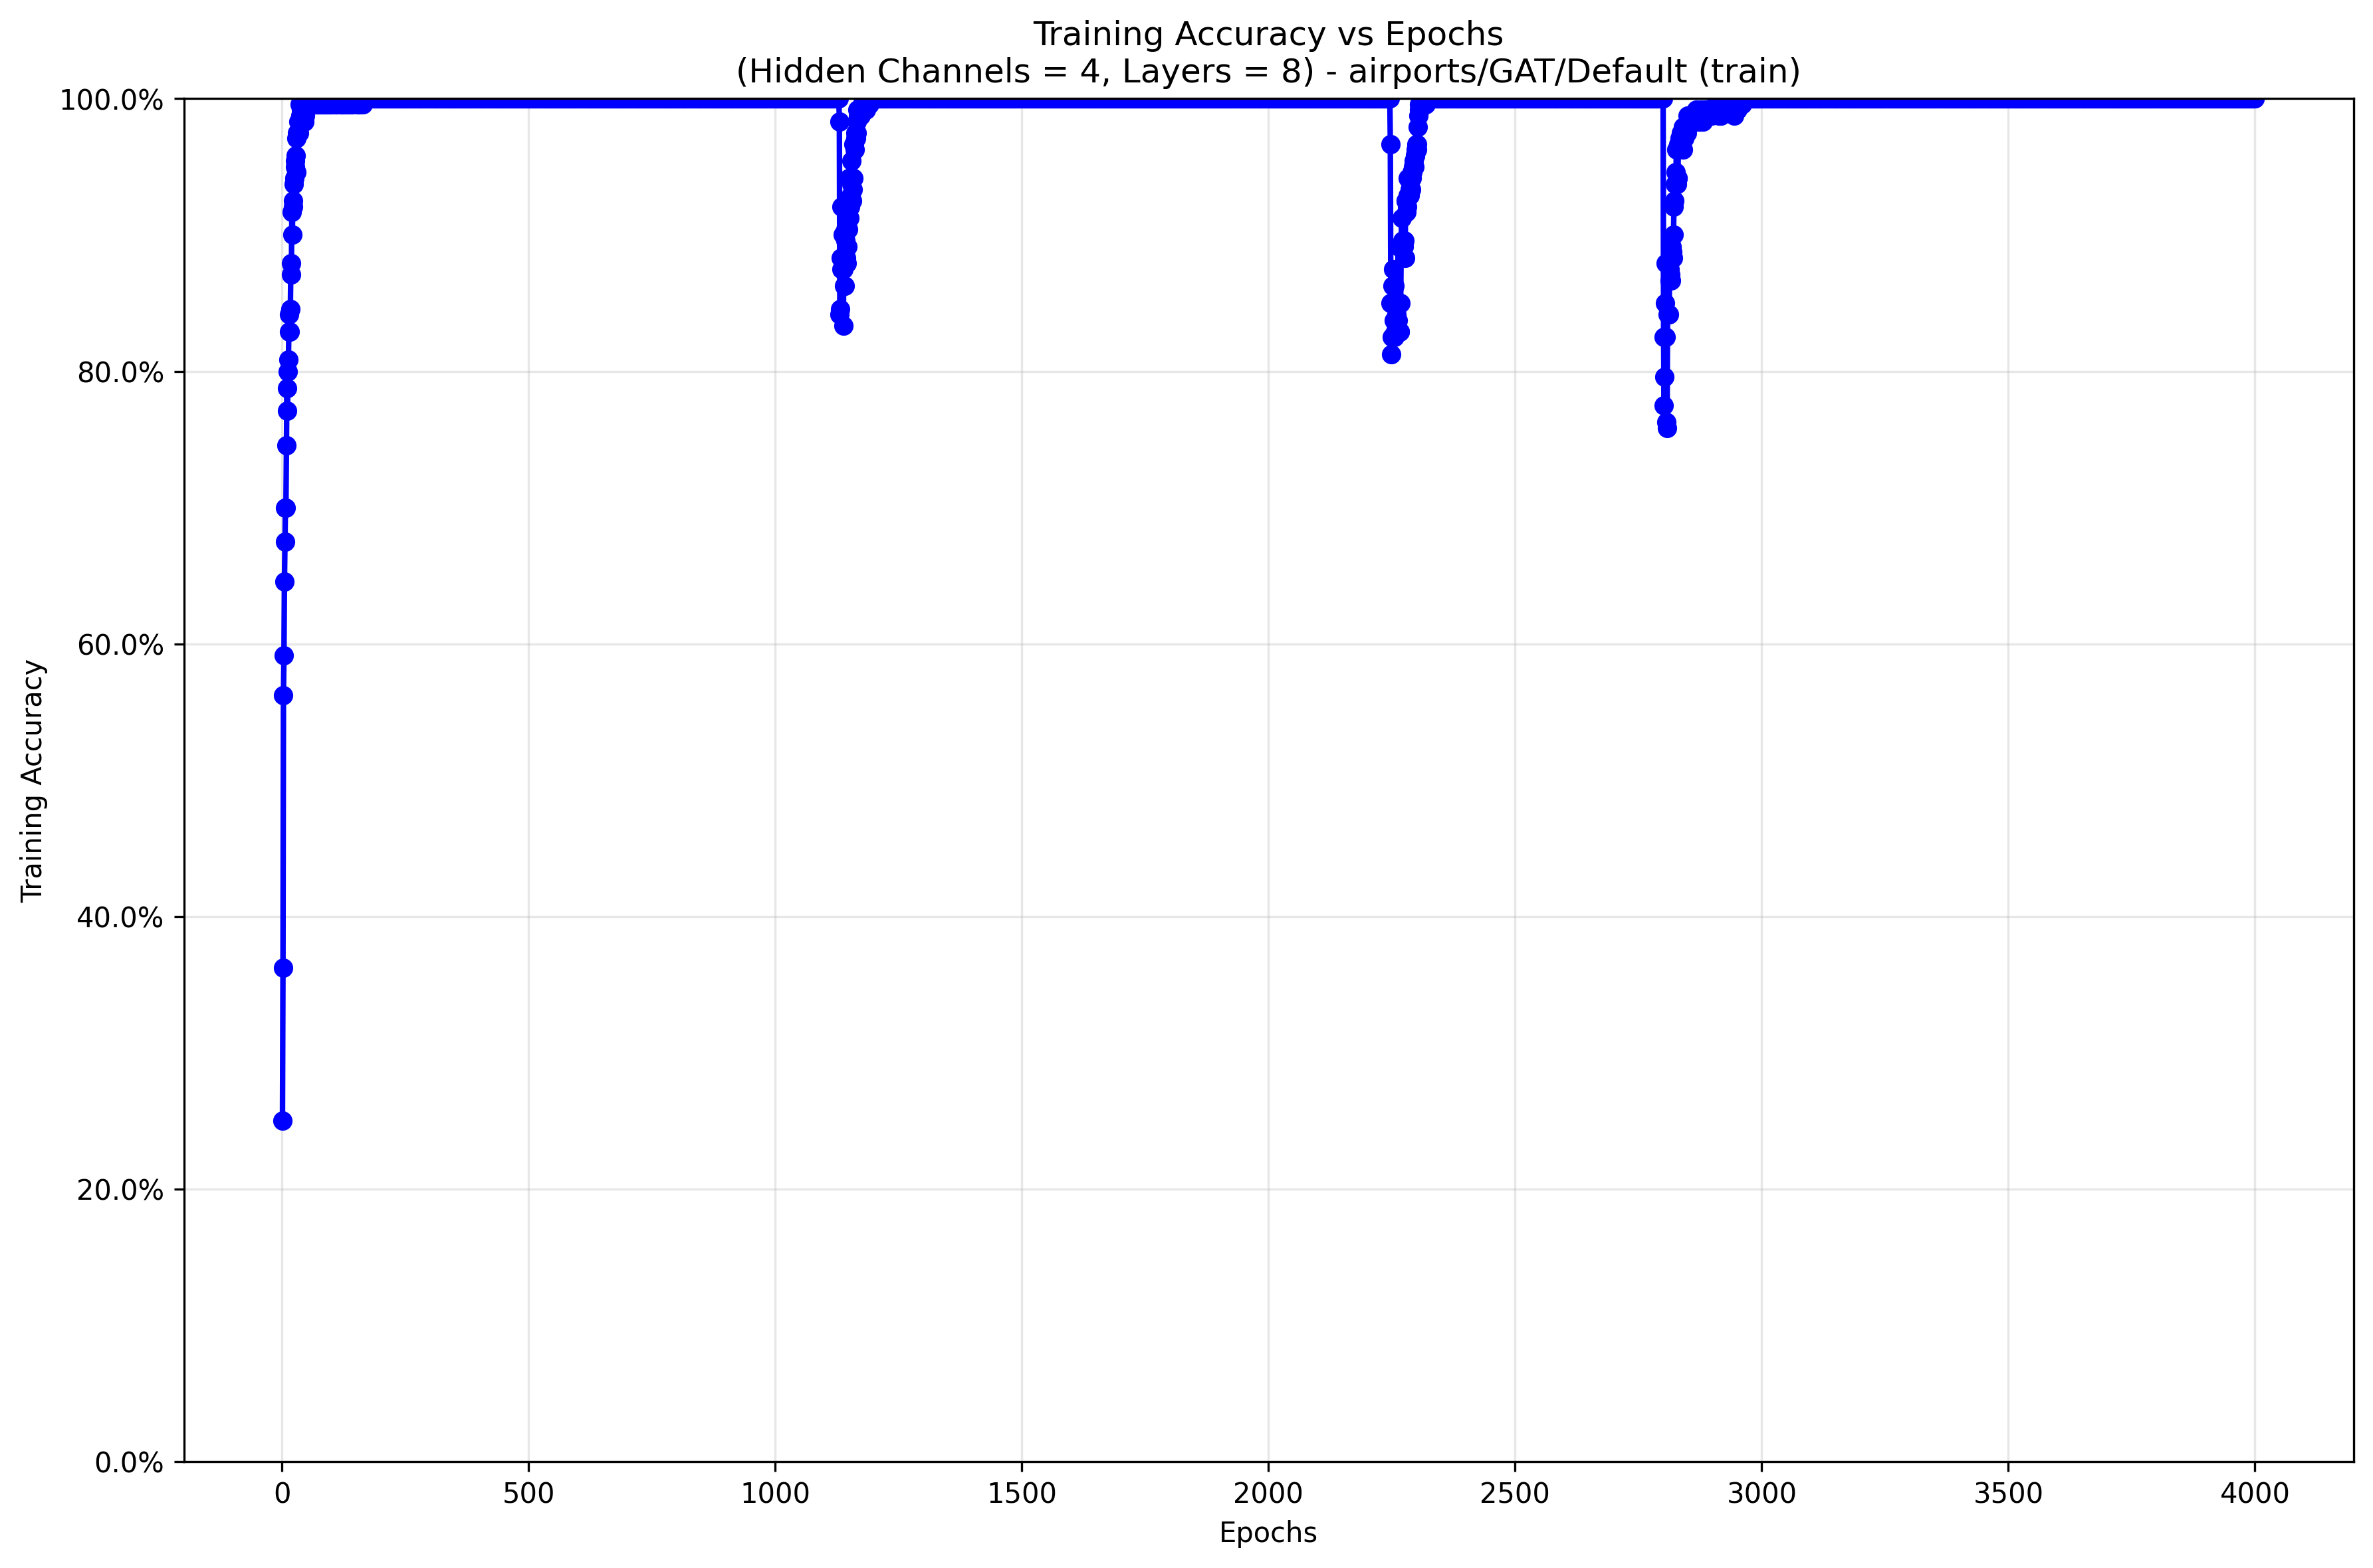 Training Accuracy vs Epochs
(Hidden Channels = 4, Layers = 8) - airports/GAT/Default (train)
100.0%
80.0%
60.0%
40.0%
20.0%
0.0%
Training Accuracy
0 500 1000 1500 2000 2500 3000 3500 4000
Epochs